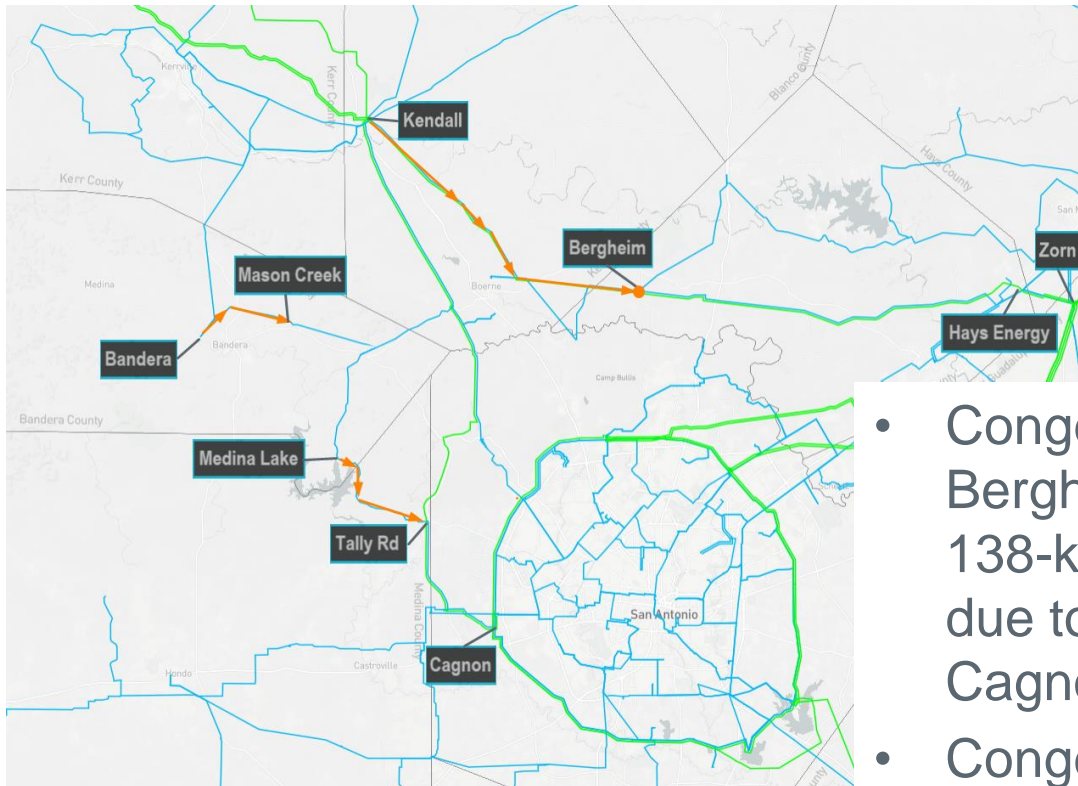 Kerrville
Kerr County
Blanco County
Kendall
Hays County
Kerr County
San M
Bergheim
Zorn
Mason Creek
Medina
Boerne
Hays Energy
Bandera
Bandera
Guadalup
Camp Bullis
Bandera County
• Conge
Bergh
Medina Lake
138-k
Tally Rd
due to
Medina County
San Antonio
Cagnon
Castroville
Cagno
Hondo
• Conge